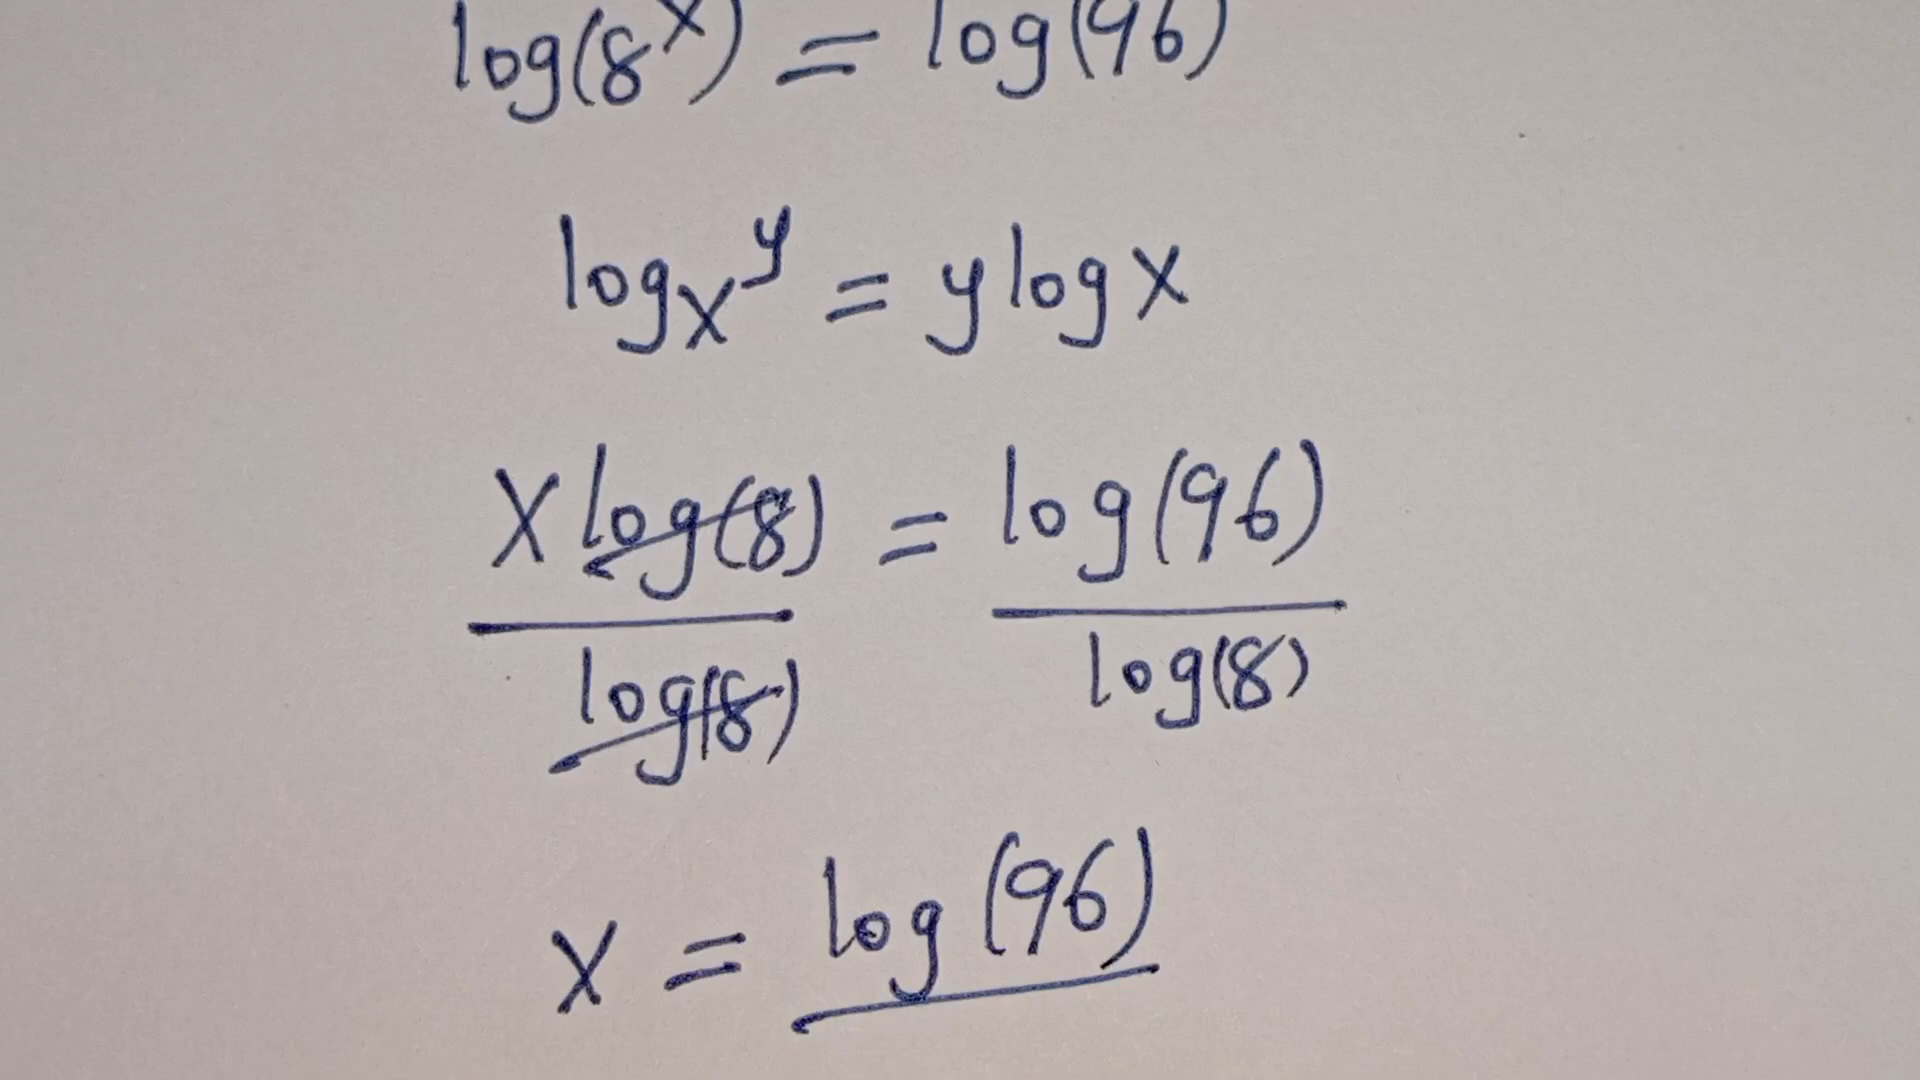 log(8^x) = log(96)
log x^y = y log x
x log(8) = log(96)
log(8) log(8)
x = log(96)